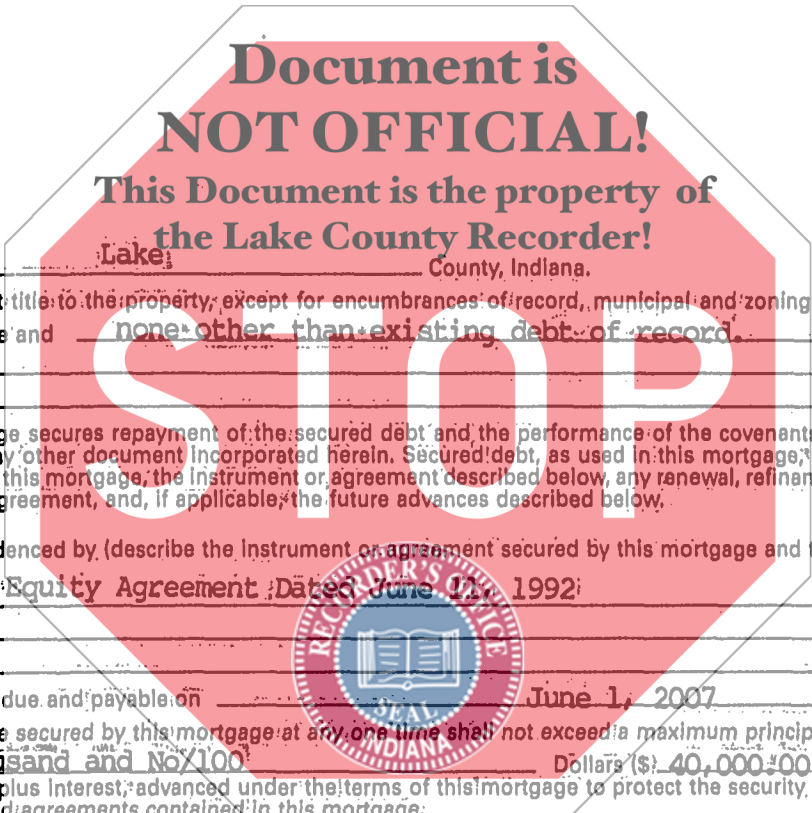 Document is
NOT OFFICIAL!
This Document is the property of
the Lake County Recorder!
Lake County, Indiana.
title to the property, except for encumbrances of record, municipal and zoning
and none other than existing debt of record.
STOP
secures repayment of the secured debt and the performance of the covenants
other document incorporated herein. Secured debt, as used in this mortgage,
this mortgage, the instrument or agreement described below, any renewal, refinan
greement, and, if applicable, the future advances described below.
enced by (describe the instrument or agreement secured by this mortgage and
Equity Agreement Dated June 11, 1992
RECORDER'S OFFICE
SEAL
INDIANA
due and payable on June 1, 2007
secured by this mortgage at any one time shall not exceed a maximum princip
sand and No/100 Dollars ($ 40,000.00
plus interest, advanced under the terms of this mortgage to protect the security
agreements contained in this mortgage.